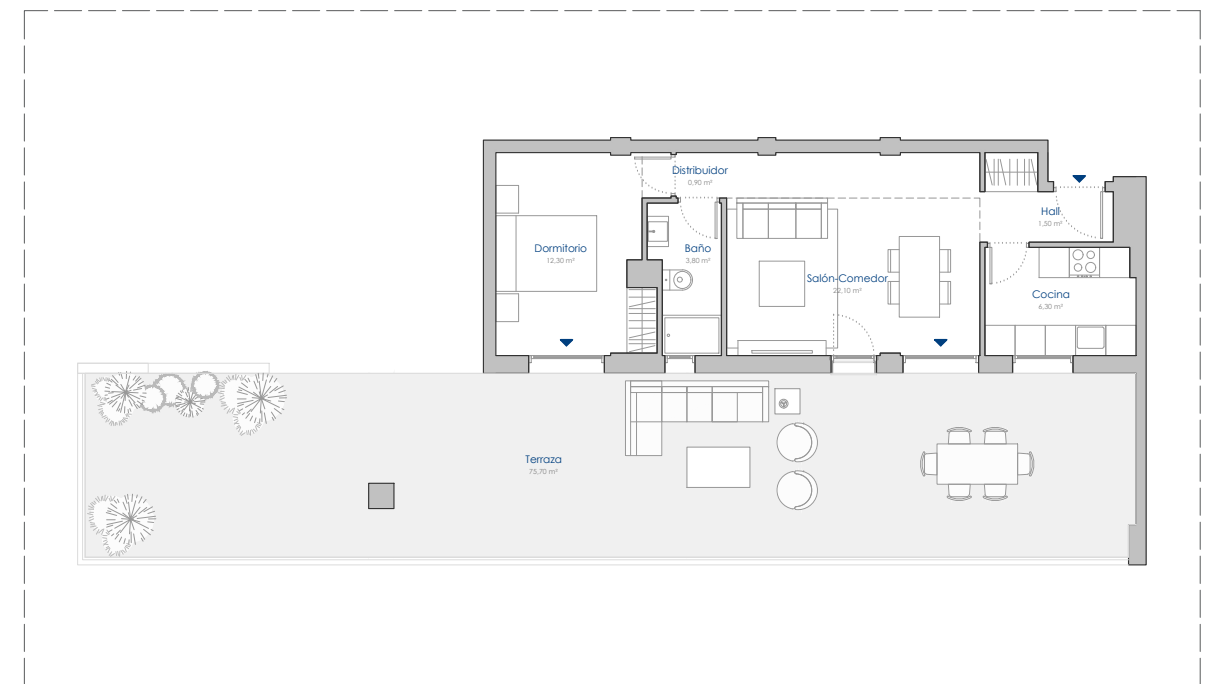 Distribuidor
0,90 m²
Hall
1,50 m²
Dormitorio
12,30 m²
Baño
3,80 m²
Salón-Comedor
22,10 m²
Cocina
6,30 m²
Terraza
75,70 m²